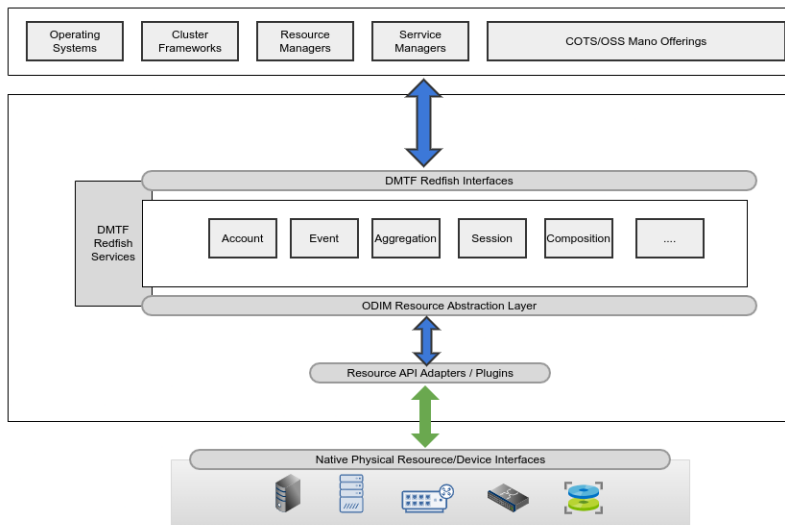 Operating
Systems
Cluster
Frameworks
Resource
Managers
Serrvice
Managers
COTS/OSS Mano Offerings
DMTF Redfish Interfaces
DMTF
Redfish
Services
Account
Event
Aggregation
Session
Composition
....
ODIM Resource Abstraction Layer
Resource API Adapters / Plugins
Native Physical Resourece/Device Interfaces